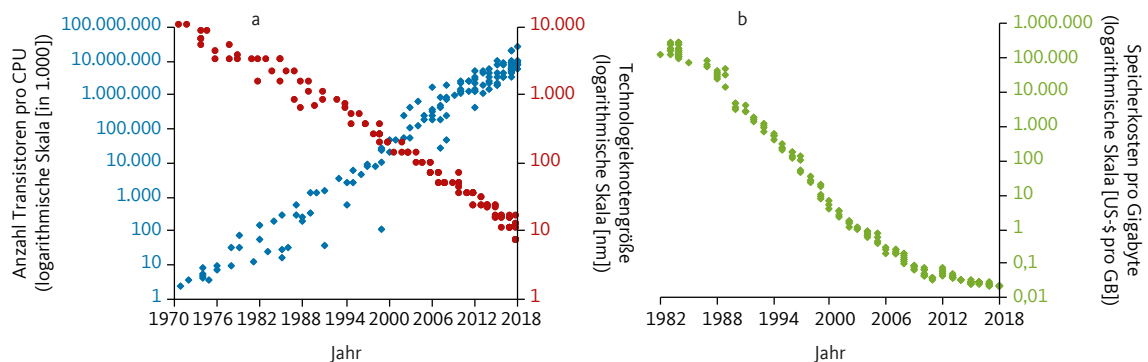 a
Anzahl Transistoren pro CPU
(logarithmische Skala [in 1.000]
100.000.000
10.000.000
1.000.000
100.000
10.000
1.000
100
10
1
10.000
1.000
100
10
1
Technologieknotengröße
(logarithmische Skala [nm])
1970 1976 1982 1988 1994 2000 2006 2012 2018
Jahr
b
1.000.000
100.000
10.000
1.000
100
10
1
0,1
0,01
Speicherkosten pro Gigabyte
(logarithmische Skala [US-$ pro GB])
1982 1988 1994 2000 2006 2012 2018
Jahr